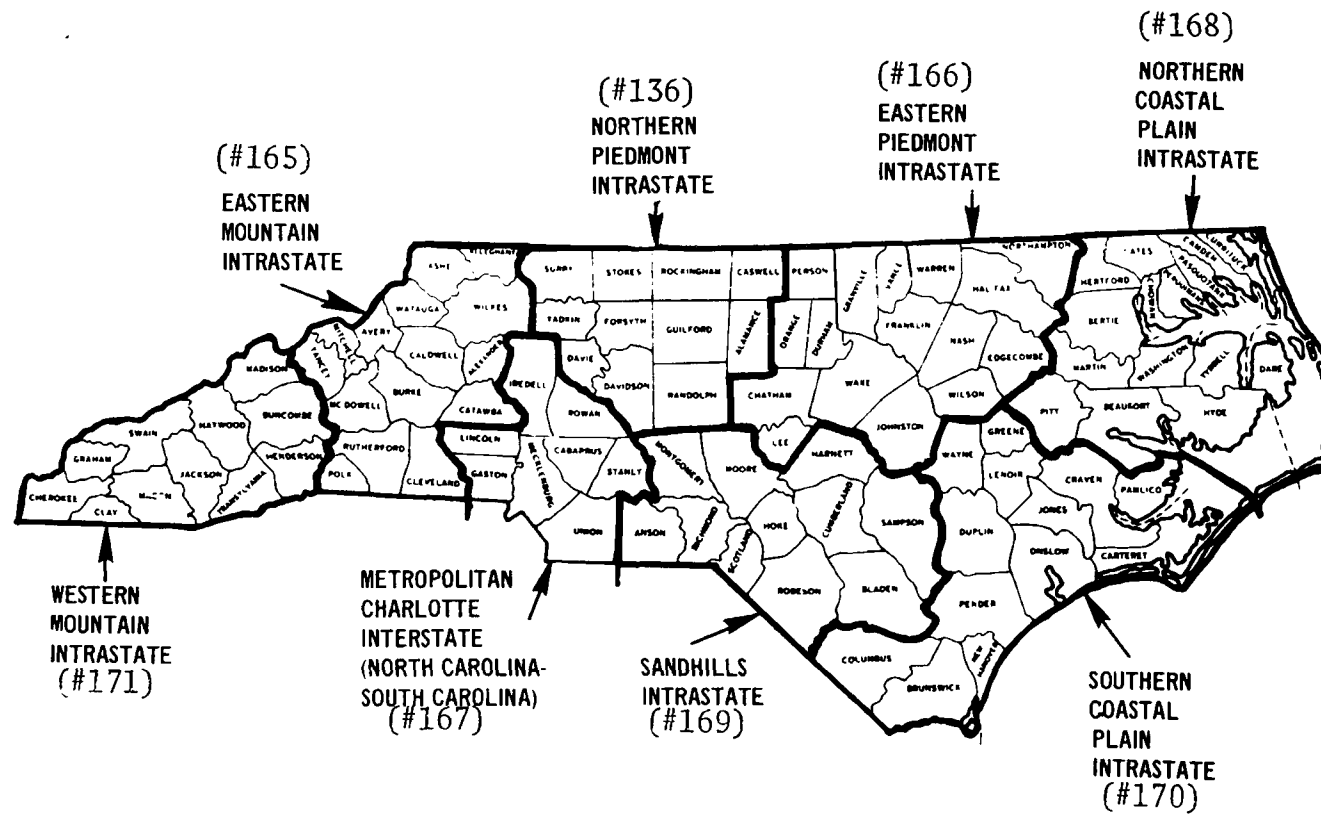 (#168)
NORTHERN
COASTAL
PLAIN
INTRASTATE
(#166)
EASTERN
PIEDMONT
INTRASTATE
(#136)
NORTHERN
PIEDMONT
INTRASTATE
(#165)
EASTERN
MOUNTAIN
INTRASTATE
ASHE
WATAUGA
WILKES
SURRY
STOKES
ROCKINGHAM
CASWELL
PERSON
GRANVILLE
WARREN
NORTHAMPTON
HALIFAX
HERTFORD
CAMDEN
CURRITUCK
BERTIE
MITCHELL
AVERY
YANCEY
CALDWELL
ALEXANDER
FORSYTH
GUILFORD
ALAMANCE
ORANGE
DURHAM
FRANKLIN
NASH
EDGECOMBE
MARTIN
WASHINGTON
TYRRELL
DARE
MADISON
BURKE
MC DOWELL
CATAWBA
IREDELL
DAVIE
DAVIDSON
ROWAN
RANDOLPH
CHATHAM
WAKE
WILSON
PITT
BEAUFORT
HYDE
SWAIN
HAYWOOD
BUNCOMBE
HENDERSON
RUTHERFORD
POLK
CLEVELAND
LINCOLN
GASTON
MECKLENBURG
CABARRUS
STANLY
MONTGOMERY
MOORE
LEE
HARNETT
JOHNSTON
WAYNE
GREENE
LENOIR
CRAVEN
PAMLICO
GRAHAM
CHEROKEE
CLAY
JACKSON
TRANSYLVANIA
UNION
ANSON
RICHMOND
SCOTLAND
HOKE
CUMBERLAND
SAMPSON
DUPLIN
JONES
ONSLOW
CARTERET
ROBESON
BLADEN
PENDER
COLUMBUS
BRUNSWICK
NEW
HANOVER
WESTERN
MOUNTAIN
INTRASTATE
(#171)
METROPOLITAN
CHARLOTTE
INTERSTATE
(NORTH CAROLINA-
SOUTH CAROLINA)
(#167)
SANDHILLS
INTRASTATE
(#169)
SOUTHERN
COASTAL
PLAIN
INTRASTATE
(#170)